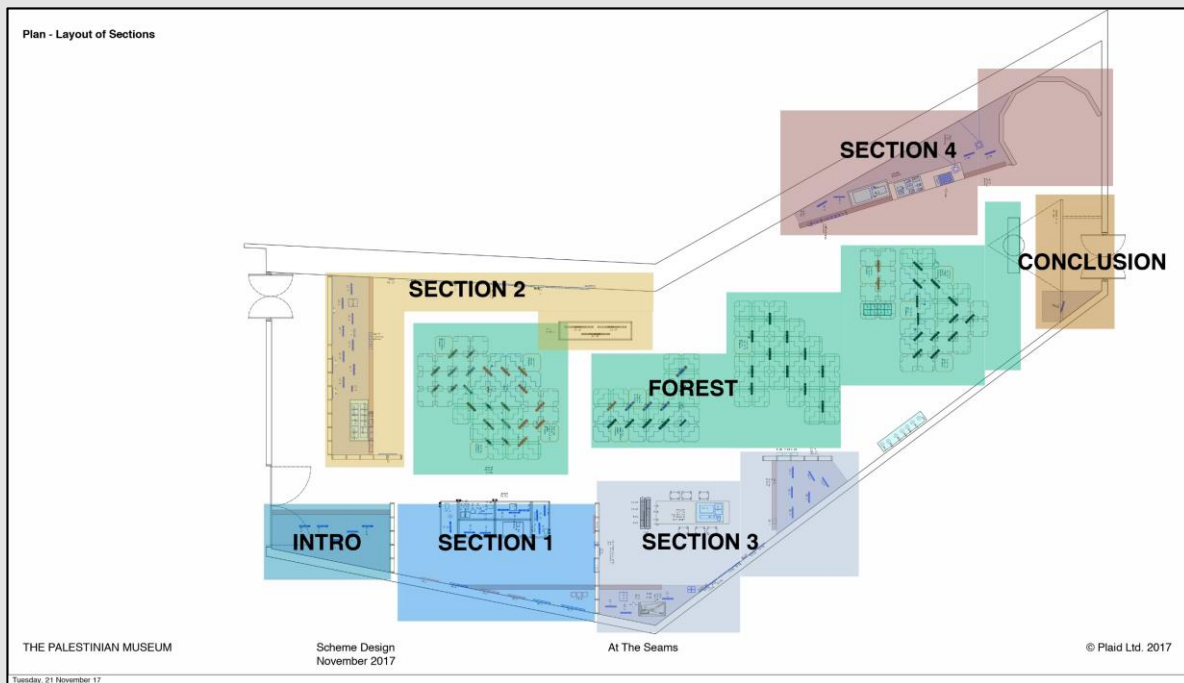 Plan - Layout of Sections
SECTION 4
CONCLUSION
SECTION 2
FOREST
INTRO
SECTION 1
SECTION 3
THE PALESTINIAN MUSEUM
Scheme Design
November 2017
At The Seams
© Plaid Ltd. 2017
Tuesday, 21 November 17